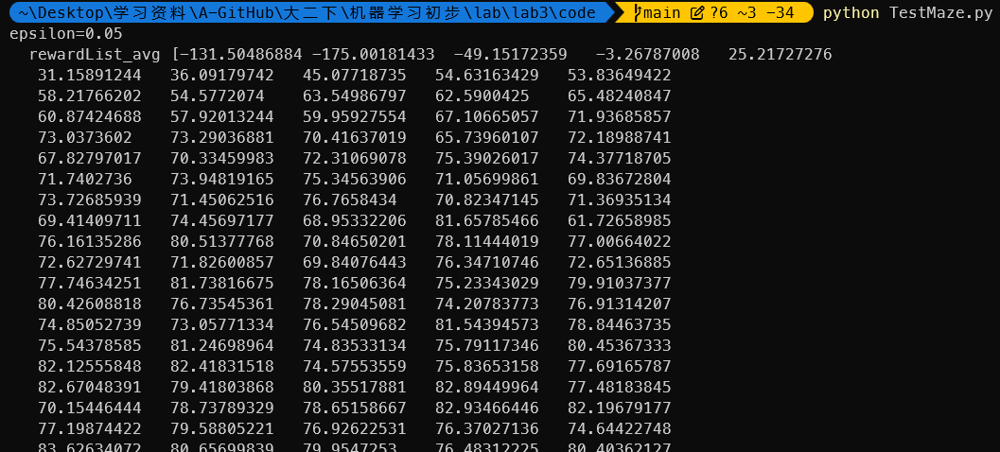 ~\Desktop\学习资料\A-GitHub\大二下\机器学习初步\lab\lab3\code main ?6 ~3 -34 python TestMaze.py
epsilon=0.05
rewardList_avg [-131.50486884 -175.00181433 -49.15172359 -3.26787008 25.21727276
31.15891244 36.09179742 45.07718735 54.63163429 53.83649422
58.21766202 54.5772074 63.54986797 62.5900425 65.48240847
60.87424688 57.92013244 59.95927554 67.10665057 71.93685857
73.0373602 73.29036881 70.41637019 65.73960107 72.18988741
67.82797017 70.33459983 72.31069078 75.39026017 74.37718705
71.7402736 73.94819165 75.34563906 71.05699861 69.83672804
73.72685939 71.45062516 76.7658434 70.82347145 71.36935134
69.41409711 74.45697177 68.95332206 81.65785466 61.72658985
76.16135286 80.51377768 70.84650201 78.11444019 77.00664022
72.62729741 71.82600857 69.84076443 76.34710746 72.65136885
77.74634251 81.73816675 78.16506364 75.23343029 79.91037377
80.42608818 76.73545361 78.29045081 74.20783773 76.91314207
74.85052739 73.05771334 76.54509682 81.54394573 78.84463735
75.54378585 81.24698964 74.83533134 75.79117346 80.45367333
82.12555848 82.41831518 74.57553559 75.83653158 77.69165787
82.67048391 79.41803868 80.35517881 82.89449964 77.48183845
70.15446444 78.73789329 78.65158667 82.93466446 82.19679177
77.19874422 79.58805221 76.92622531 76.37027136 74.64422748
83.62634072 80.65699839 79.9547253 76.48312225 80.40362127